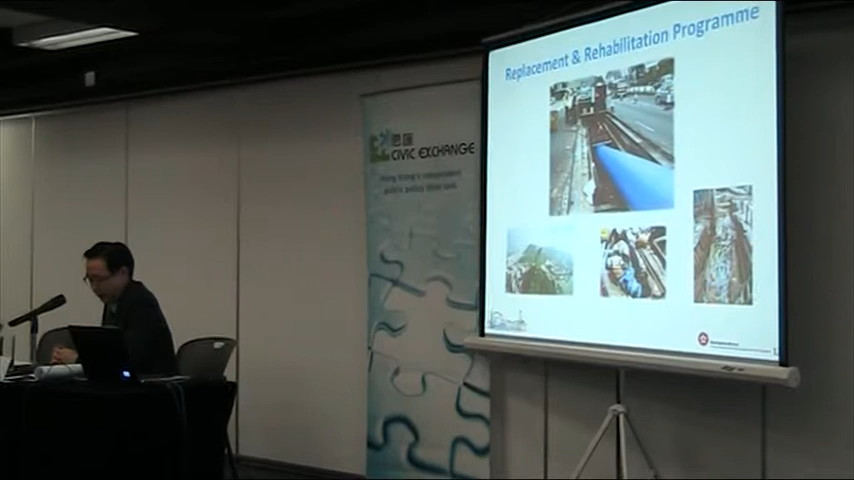 Replacement & Rehabilitation Programme
思匯
CIVIC EXCHANGE
Hong Kong's independent
public policy think tank